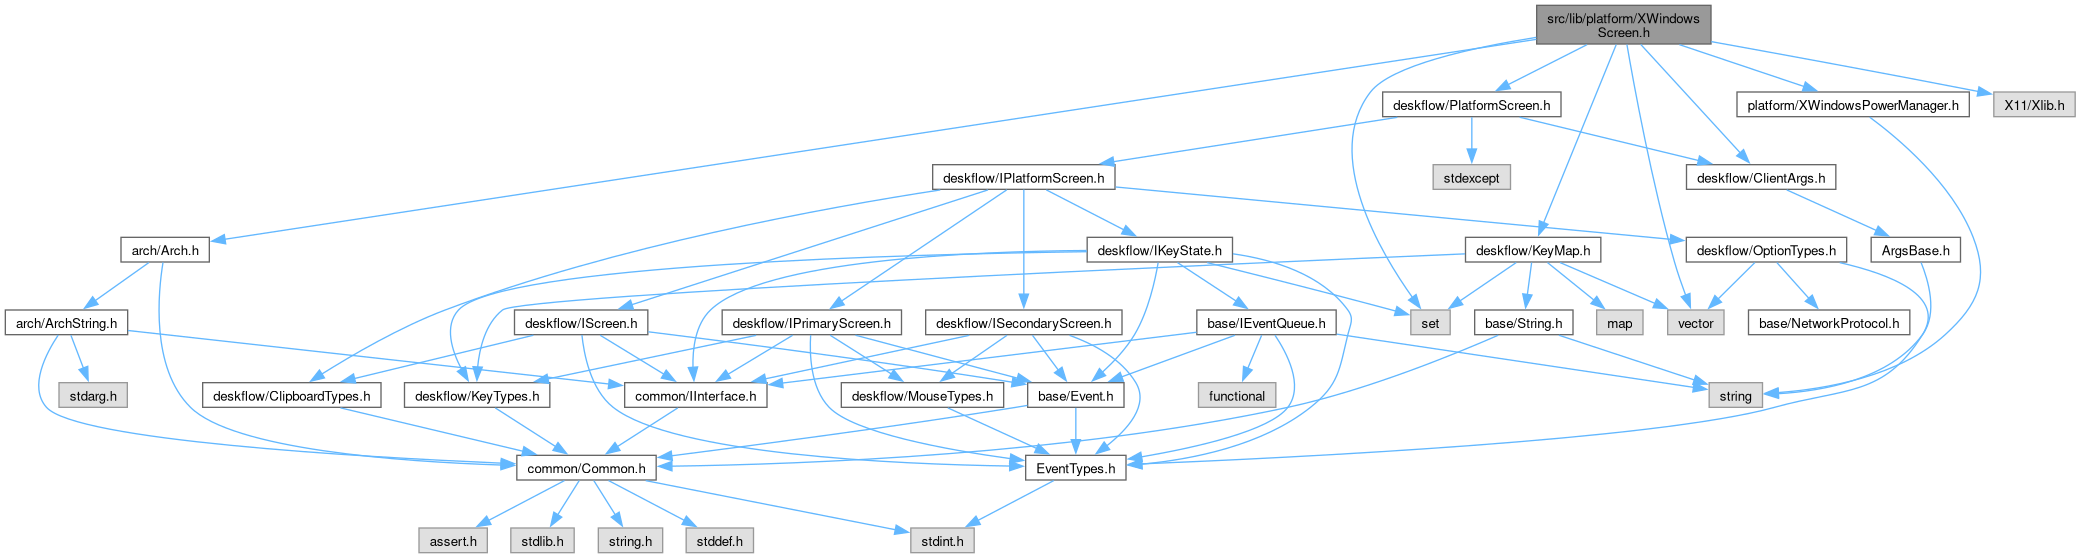 src/lib/platform/XWindows
Screen.h
deskflow/PlatformScreen.h
platform/XWindowsPowerManager.h
X11/Xlib.h
deskflow/IPlatformScreen.h
stdexcept
deskflow/ClientArgs.h
arch/Arch.h
deskflow/IKeyState.h
deskflow/KeyMap.h
deskflow/OptionTypes.h
ArgsBase.h
arch/ArchString.h
deskflow/IScreen.h
deskflow/IPrimaryScreen.h
deskflow/ISecondaryScreen.h
base/IEventQueue.h
set
base/String.h
map
vector
base/NetworkProtocol.h
stdarg.h
deskflow/ClipboardTypes.h
deskflow/KeyTypes.h
common/IInterface.h
deskflow/MouseTypes.h
base/Event.h
functional
string
common/Common.h
EventTypes.h
assert.h
stdlib.h
string.h
stddef.h
stdint.h